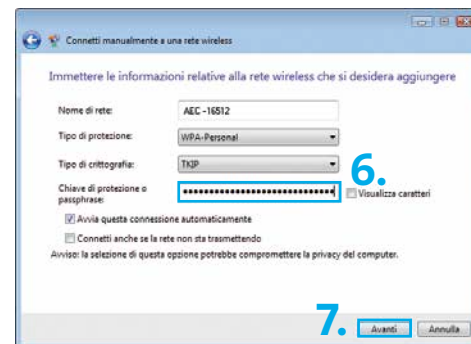 Connetti manualmente a una rete wireless
Immettere le informazioni relative alla rete wireless che si desidera aggiungere
Nome di rete: AEC -16512
Tipo di protezione: WPA-Personal
Tipo di crittografia: TKIP
6.
Chiave di protezione o passphrase: Visualizza caratteri
Avvia questa connessione automaticamente
Connetti anche se la rete non sta trasmettendo
Avviso: la selezione di questa opzione potrebbe compromettere la privacy del computer.
7. Avanti Annulla